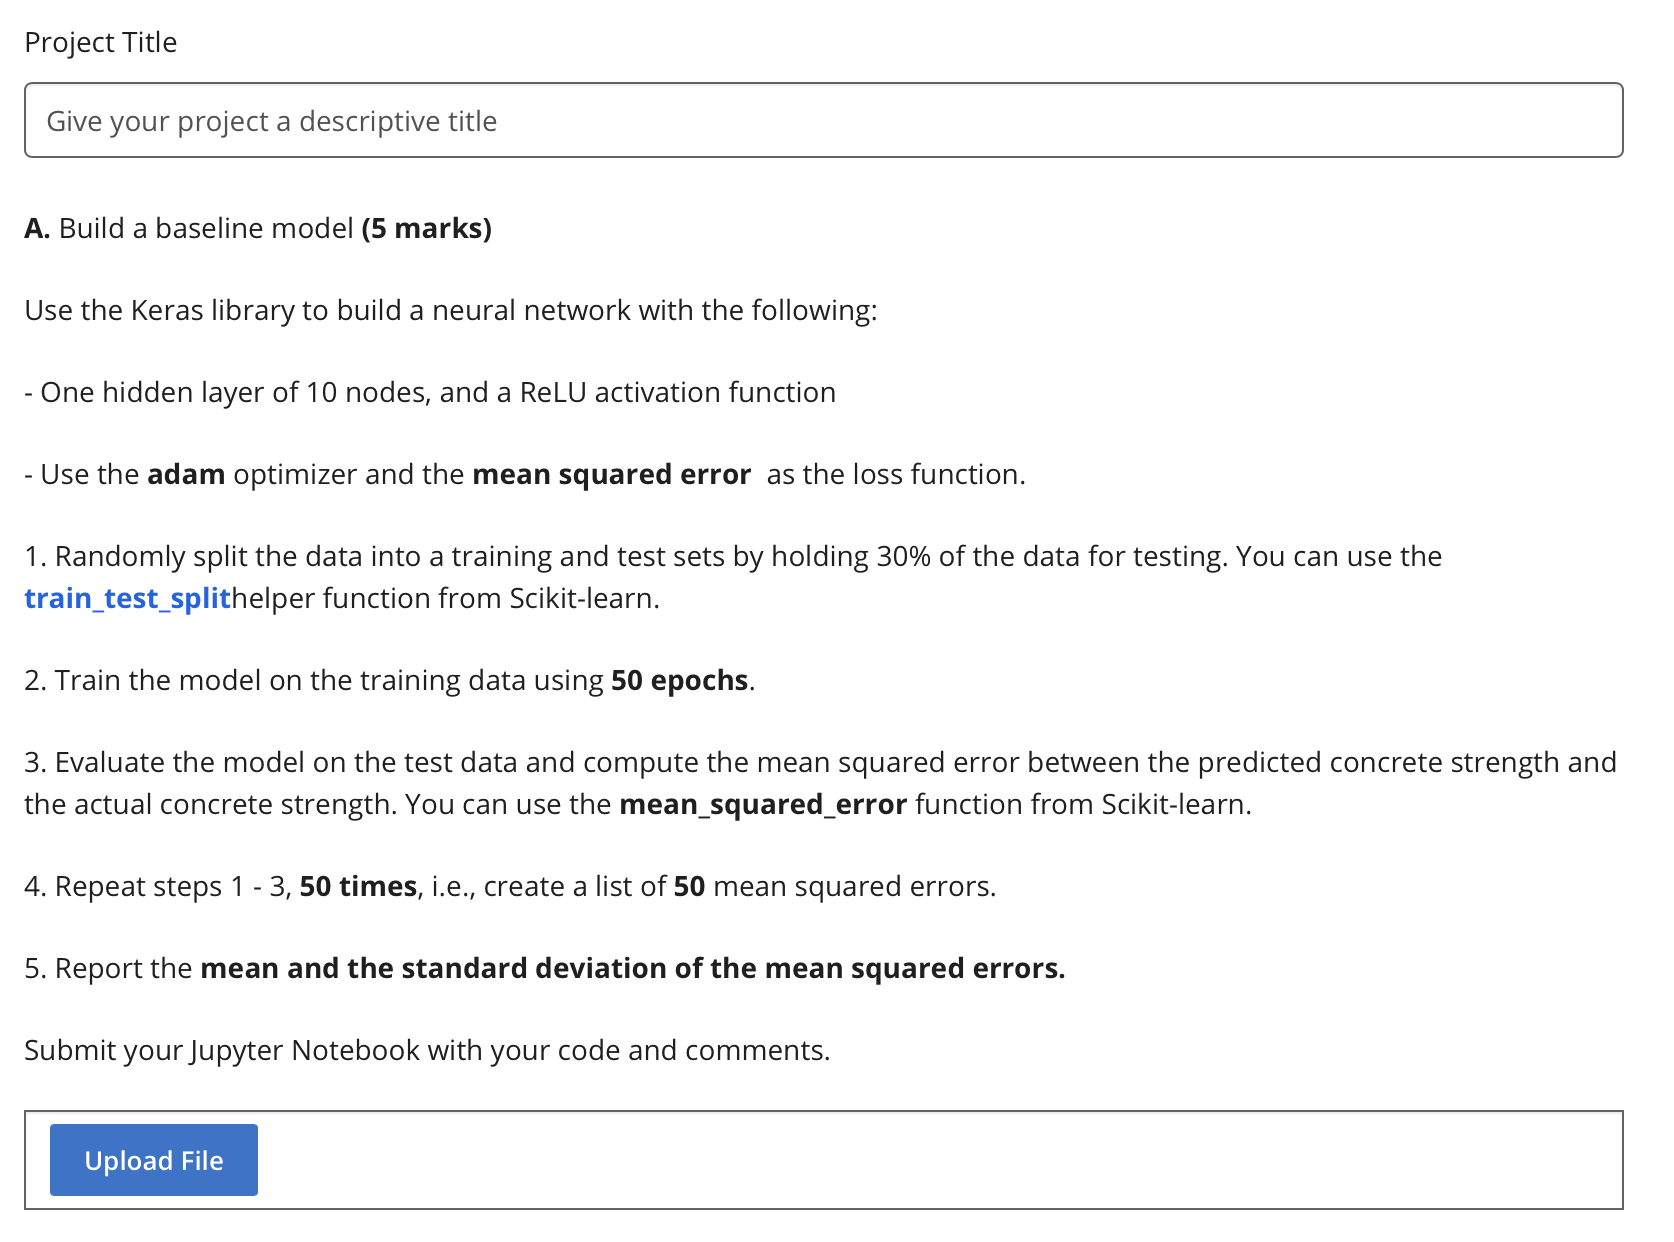 Project Title
Give your project a descriptive title
A. Build a baseline model (5 marks)
Use the Keras library to build a neural network with the following:
- One hidden layer of 10 nodes, and a ReLU activation function
- Use the adam optimizer and the mean squared error  as the loss function.
1. Randomly split the data into a training and test sets by holding 30% of the data for testing. You can use the
train_test_splithelper function from Scikit-learn.
2. Train the model on the training data using 50 epochs.
3. Evaluate the model on the test data and compute the mean squared error between the predicted concrete strength and
the actual concrete strength. You can use the mean_squared_error function from Scikit-learn.
4. Repeat steps 1 - 3, 50 times, i.e., create a list of 50 mean squared errors.
5. Report the mean and the standard deviation of the mean squared errors.
Submit your Jupyter Notebook with your code and comments.
Upload File